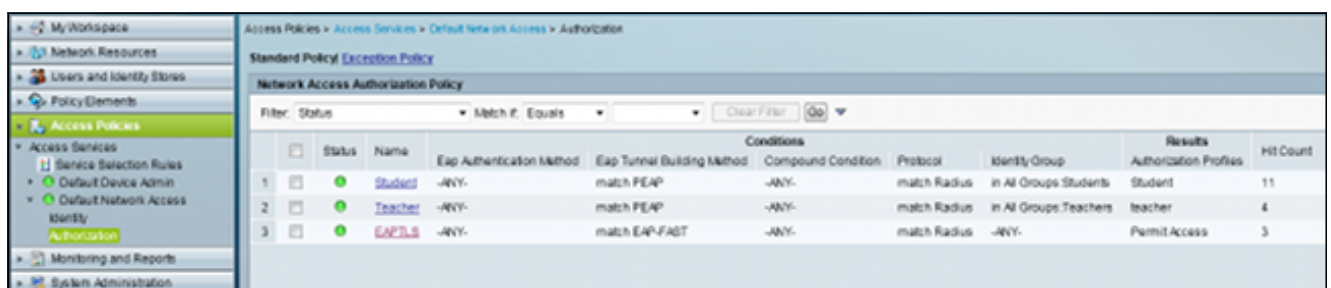 My Workspace
Network Resources
Users and Identity Stores
Policy Elements
Access Policies
Access Services
Service Selection Rules
Default Device Admin
Default Network Access
Identity
Authorization
Monitoring and Reports
System Administration
Access Policies > Access Services > Default Network Access > Authorization
Standard Policy| Exception Policy
Network Access Authorization Policy
Filter: Status Match if: Equals Clear Filter Go
Conditions Results
Status Name Eap Authentication Method Eap Tunnel Building Method Compound Condition Protocol Identity Group Authorization Profiles Hit Count
1 Student -ANY- match PEAP -ANY- match Radius in All Groups:Students Student 11
2 Teacher -ANY- match PEAP -ANY- match Radius in All Groups:Teachers teacher 4
3 EAPTLS -ANY- match EAP-FAST -ANY- match Radius -ANY- Permit Access 3